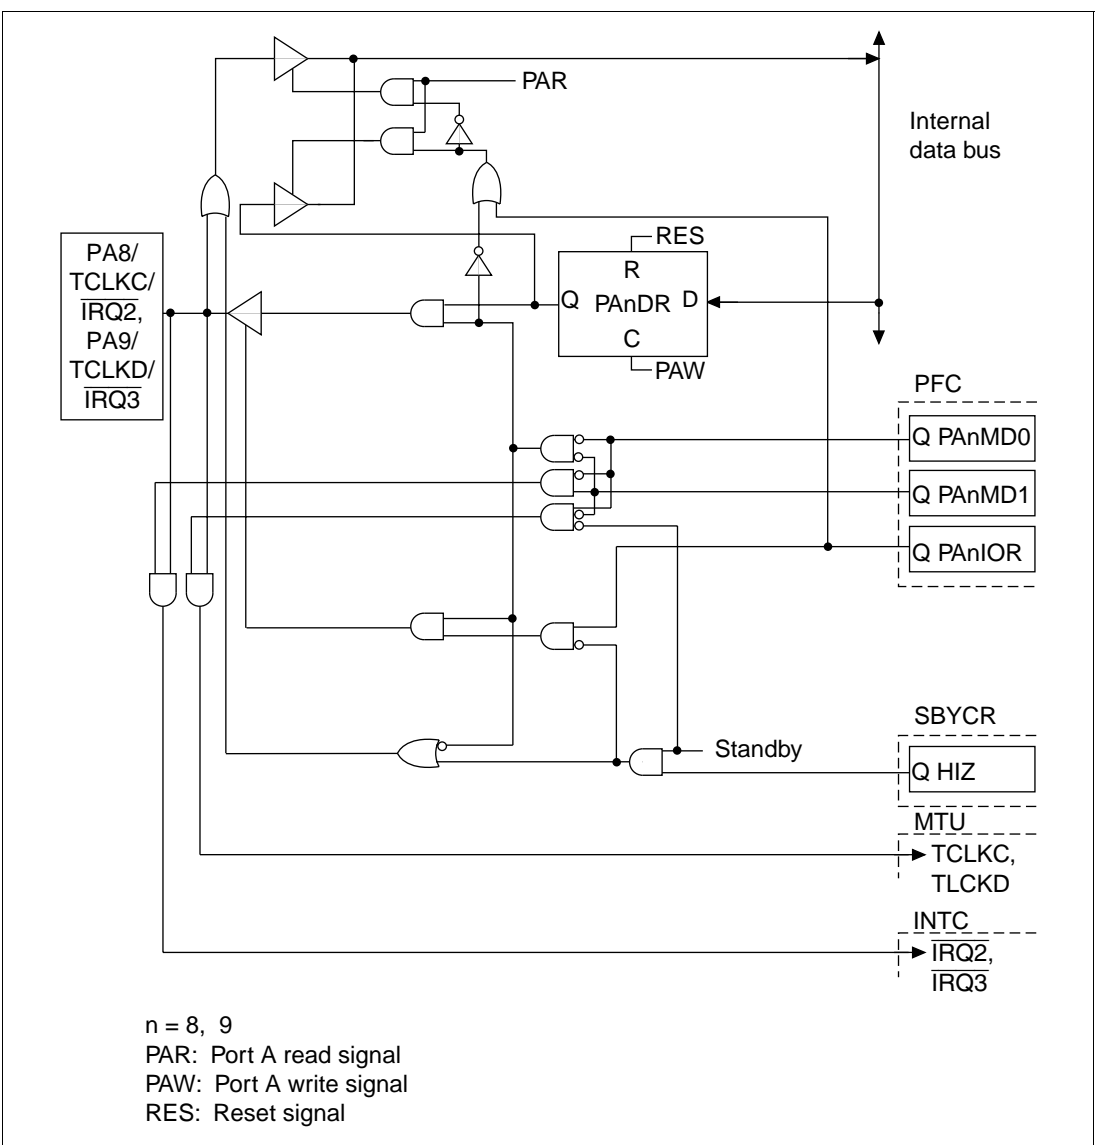 PAR
Internal
data bus
RES
PA8/
TCLKC/
IRQ2,
PA9/
TCLKD/
IRQ3
R
Q PAnDR D
C
PAW
PFC
Q PAnMD0
Q PAnMD1
Q PAnIOR
SBYCR
Standby
Q HIZ
MTU
TCLKC,
TLCKD
INTC
IRQ2,
IRQ3
n = 8, 9
PAR: Port A read signal
PAW: Port A write signal
RES: Reset signal